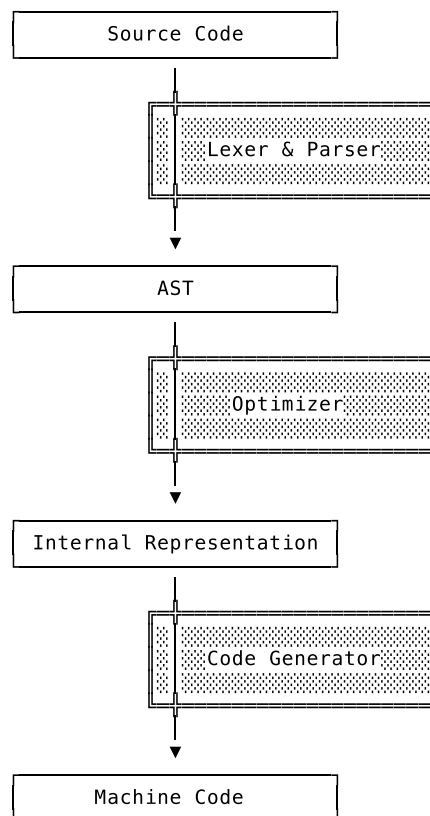 Source Code
Lexer & Parser
AST
Optimizer
Internal Representation
Code Generator
Machine Code